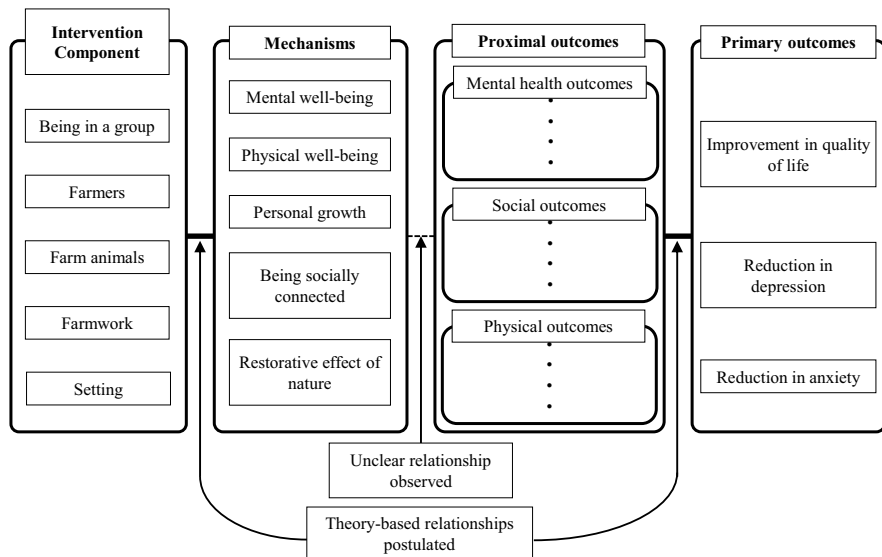 Intervention
Component
Being in a group
Farmers
Farm animals
Farmwork
Setting
Mechanisms
Mental well-being
Physical well-being
Personal growth
Being socially
connected
Restorative effect of
nature
Proximal outcomes
Mental health outcomes
Social outcomes
Physical outcomes
Primary outcomes
Improvement in quality
of life
Reduction in
depression
Reduction in anxiety
Unclear relationship
observed
Theory-based relationships
postulated